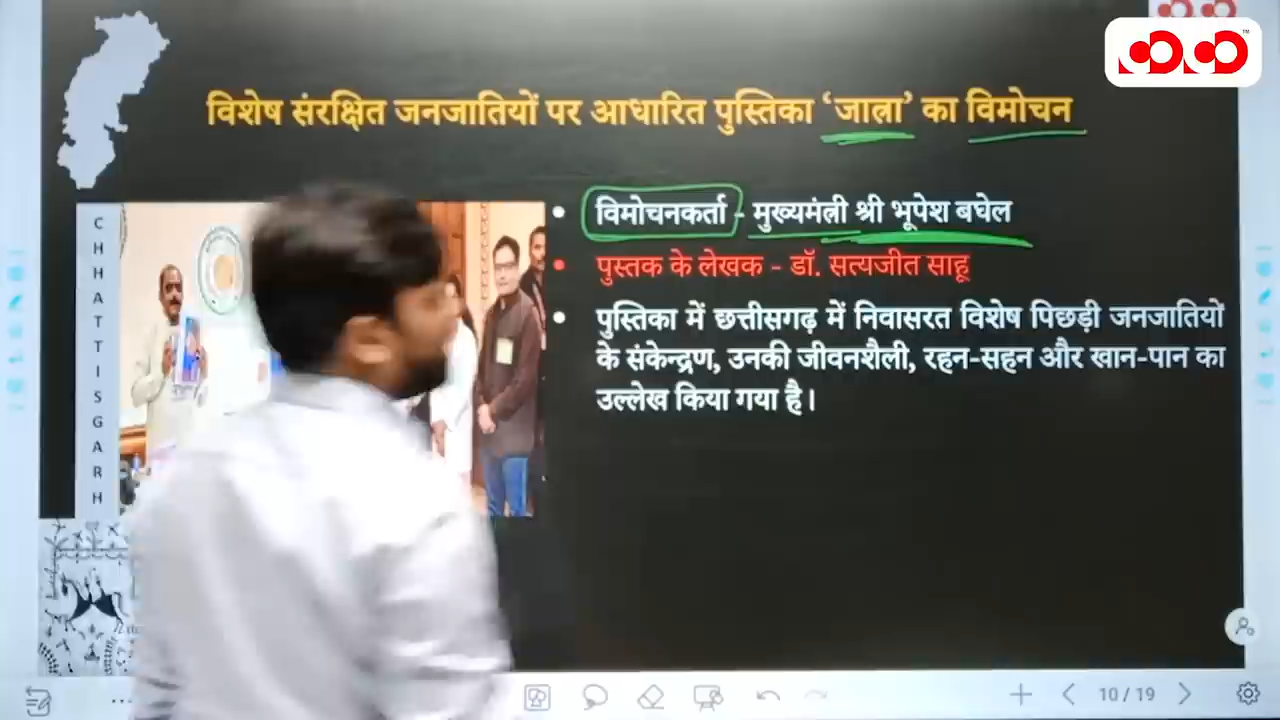 विशेष संरक्षित जनजातियों पर आधारित पुस्तिका ‘जात्रा’ का विमोचन
CHHATTISGARH
• विमोचनकर्ता - मुख्यमंत्री श्री भूपेश बघेल
• पुस्तक के लेखक - डॉ. सत्यजीत साहू
• पुस्तिका में छत्तीसगढ़ में निवासरत विशेष पिछड़ी जनजातियों
के संकेन्द्रण, उनकी जीवनशैली, रहन-सहन और खान-पान का
उल्लेख किया गया है।
10 / 19